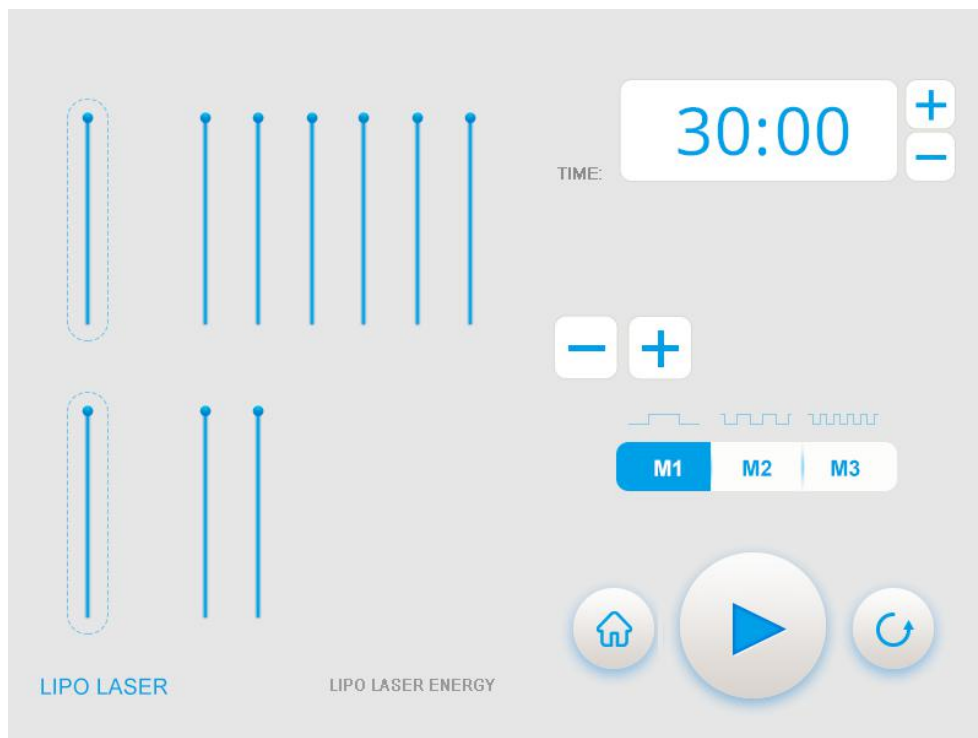 30:00
TIME:
M1 M2 M3
LIPO LASER
LIPO LASER ENERGY